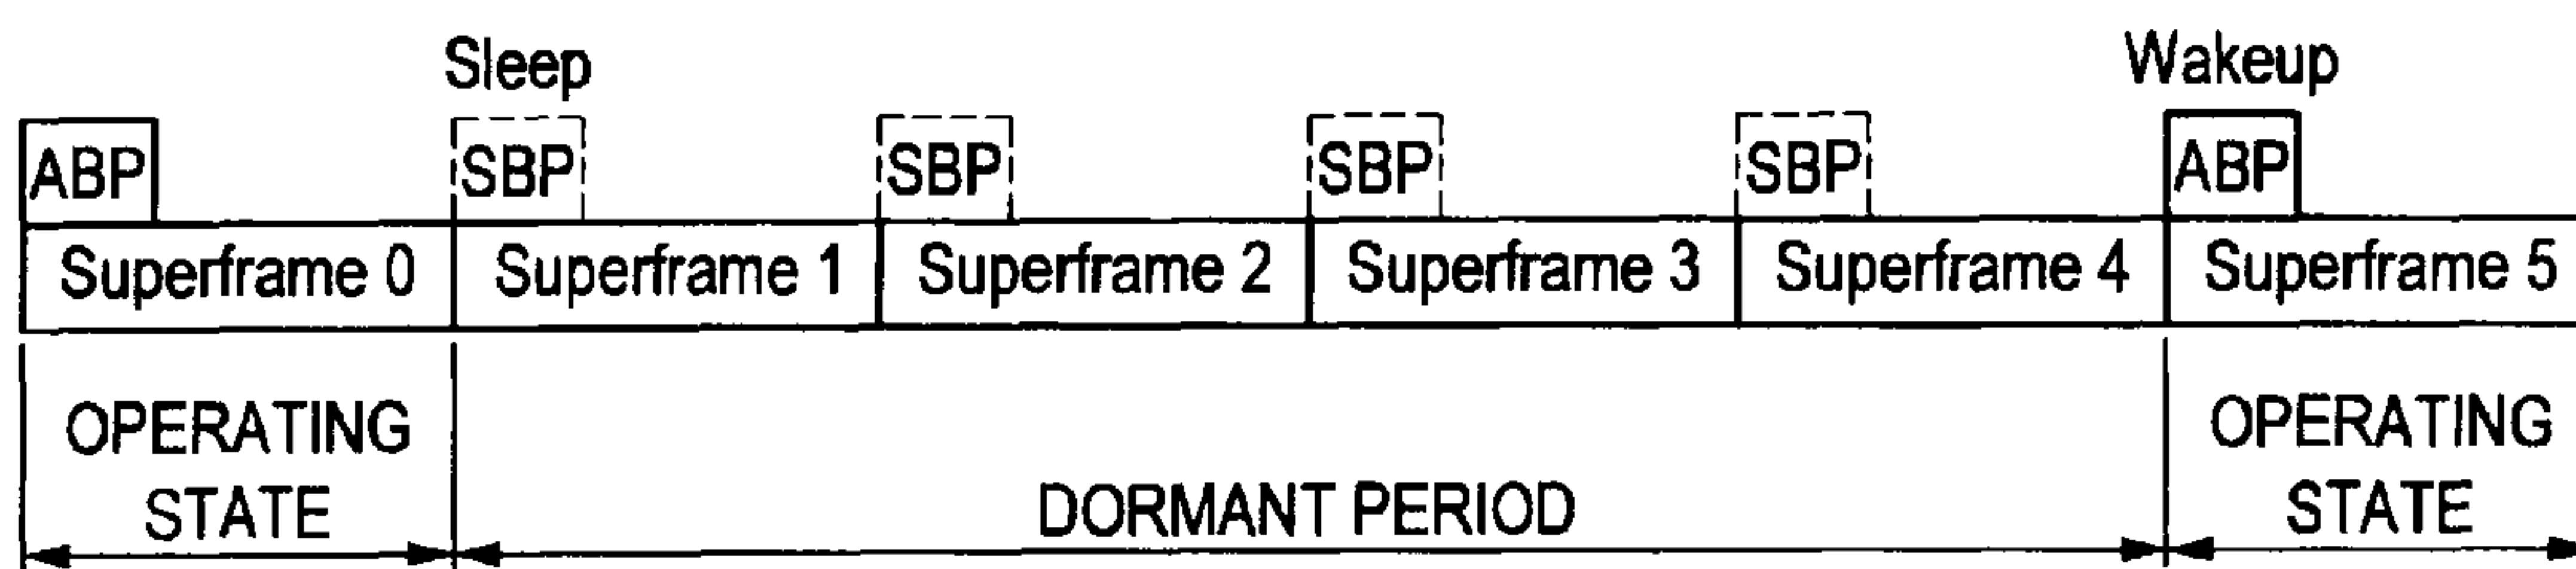 Sleep Wakeup
ABP SBP SBP SBP SBP ABP
Superframe 0 Superframe 1 Superframe 2 Superframe 3 Superframe 4 Superframe 5
OPERATING OPERATING
STATE DORMANT PERIOD STATE